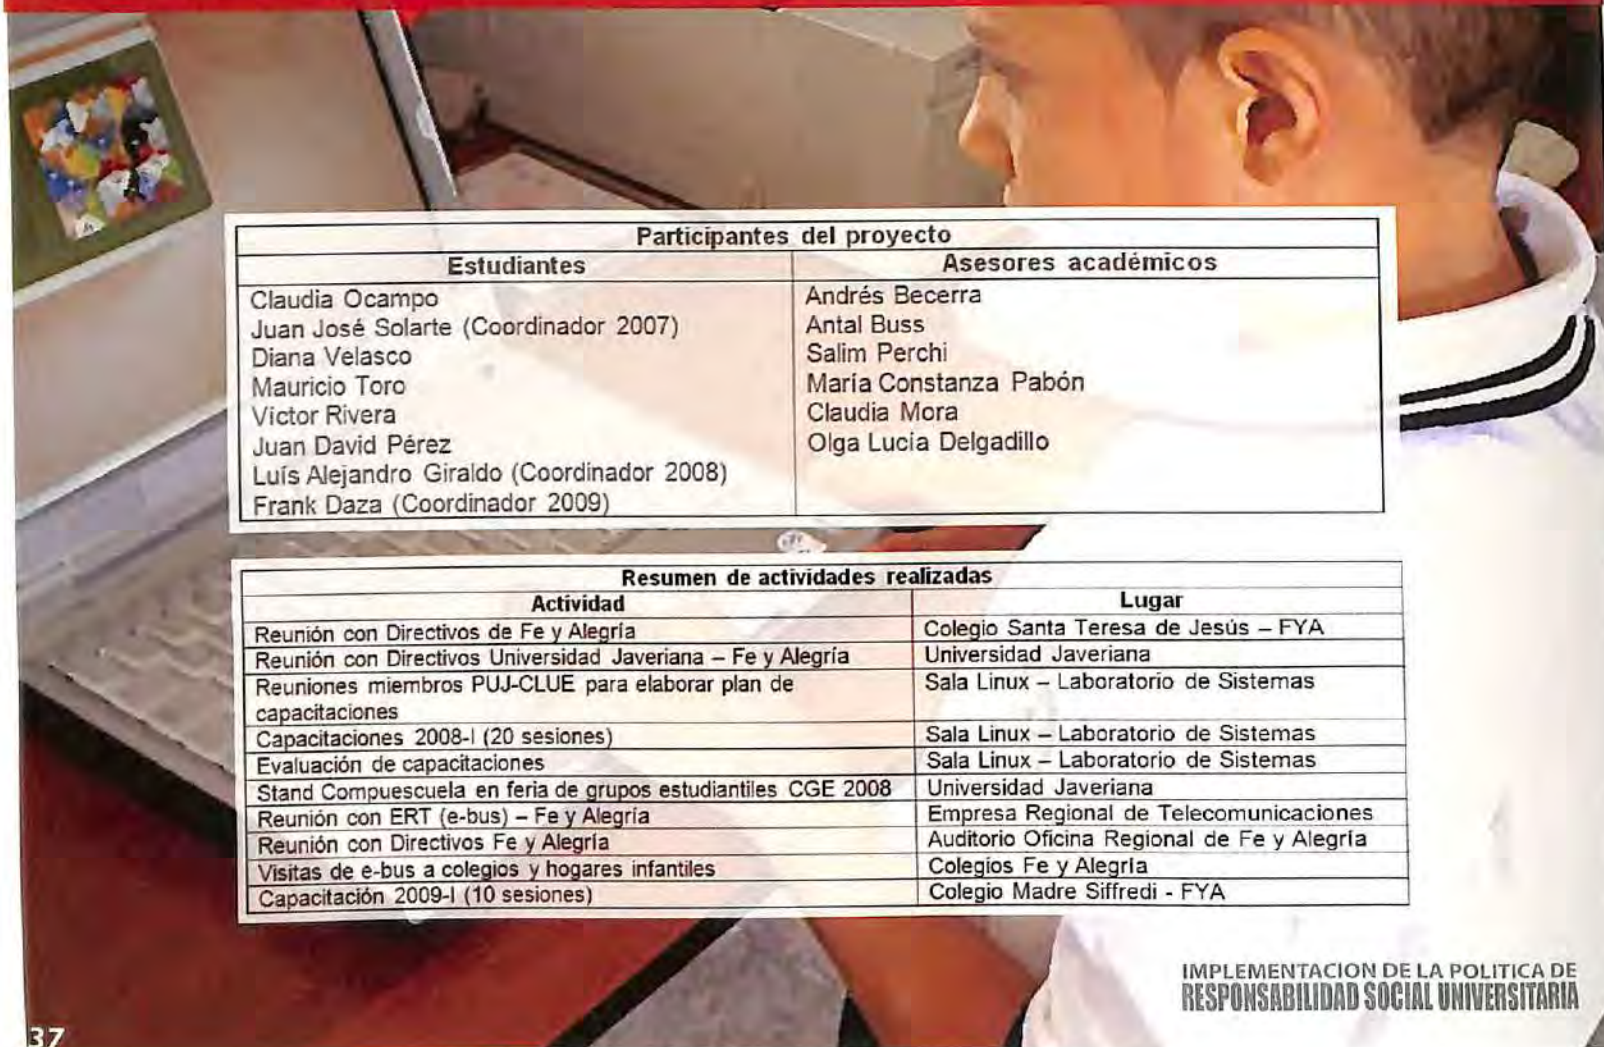 Participantes del proyecto
Estudiantes
Asesores académicos
Claudia Ocampo
Juan José Solarte (Coordinador 2007)
Diana Velasco
Mauricio Toro
Víctor Rivera
Juan David Pérez
Luís Alejandro Giraldo (Coordinador 2008)
Frank Daza (Coordinador 2009)
Andrés Becerra
Antal Buss
Salim Perchi
María Constanza Pabón
Claudia Mora
Olga Lucia Delgadillo
Resumen de actividades realizadas
Actividad Lugar
Reunión con Directivos de Fe y Alegría Colegio Santa Teresa de Jesús – FYA
Reunión con Directivos Universidad Javeriana – Fe y Alegría Universidad Javeriana
Reuniones miembros PUJ-CLUE para elaborar plan de Sala Linux – Laboratorio de Sistemas
capacitaciones
Capacitaciones 2008-I (20 sesiones) Sala Linux – Laboratorio de Sistemas
Evaluación de capacitaciones Sala Linux – Laboratorio de Sistemas
Stand Compuescuela en feria de grupos estudiantiles CGE 2008 Universidad Javeriana
Reunión con ERT (e-bus) – Fe y Alegría Empresa Regional de Telecomunicaciones
Reunión con Directivos Fe y Alegría Auditorio Oficina Regional de Fe y Alegría
Visitas de e-bus a colegios y hogares infantiles Colegios Fe y Alegría
Capacitación 2009-I (10 sesiones) Colegio Madre Siffredi - FYA
IMPLEMENTACION DE LA POLITICA DE
RESPONSABILIDAD SOCIAL UNIVERSITARIA
37